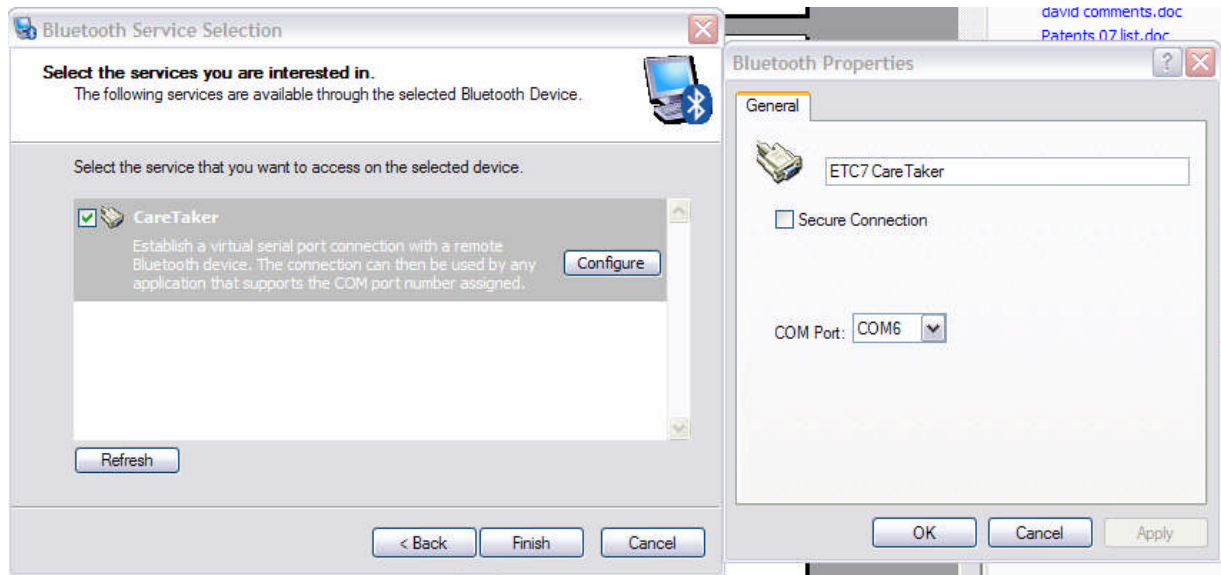 Bluetooth Service Selection
Select the services you are interested in.
The following services are available through the selected Bluetooth Device.
Select the service that you want to access on the selected device.
CareTaker
Establish a virtual serial port connection with a remote
Bluetooth device. The connection can then be used by any
application that supports the COM port number assigned.
Configure
Refresh
< Back
Finish
Cancel
david comments.doc
Patents 07 list.doc
Bluetooth Properties
General
ETC7 CareTaker
Secure Connection
COM Port: COM6
OK
Cancel
Apply